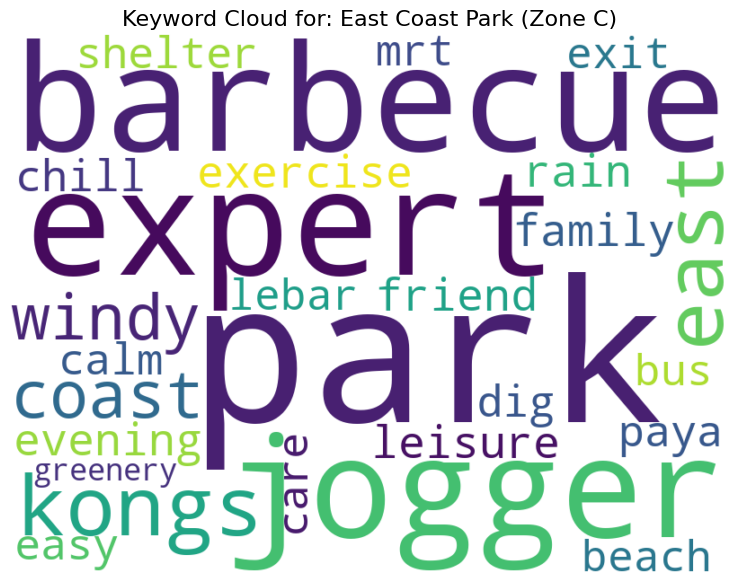 Keyword Cloud for: East Coast Park (Zone C)
shelter mrt exit
barbecue
chill exercise rain
expert
family
east
lebar friend
windy
park
calm
coast
bus
dig
paya
evening
leisure
greenery
care
jogger
kongs
easy
beach